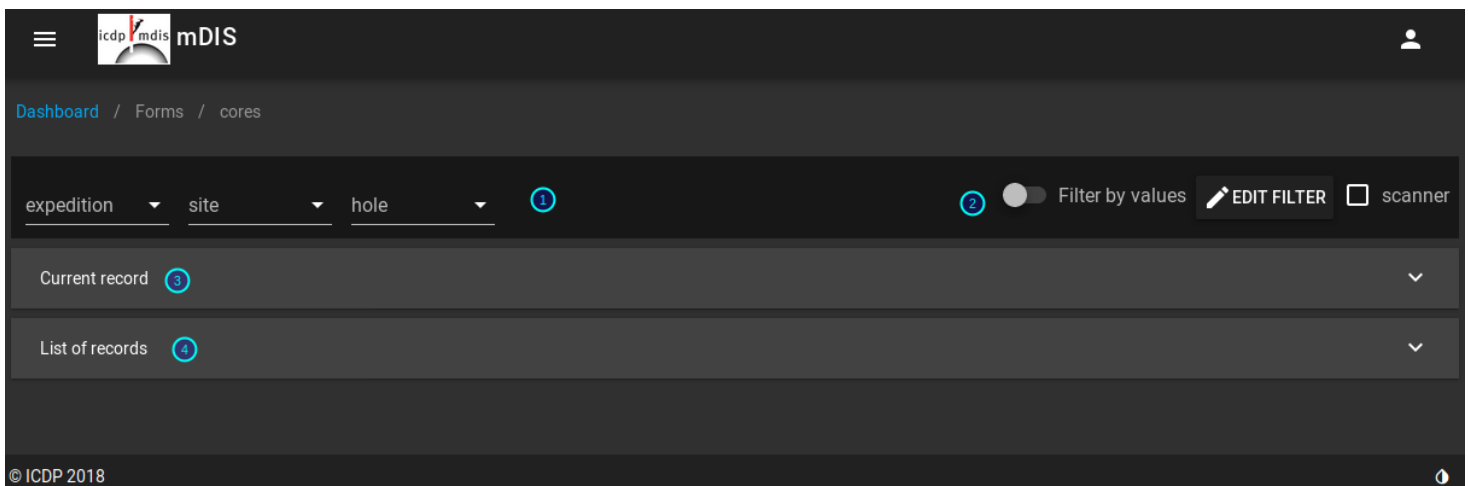 icdp mdis mDIS
Dashboard / Forms / cores
expedition site hole 1 2 Filter by values EDIT FILTER scanner
Current record 3
List of records 4
© ICDP 2018